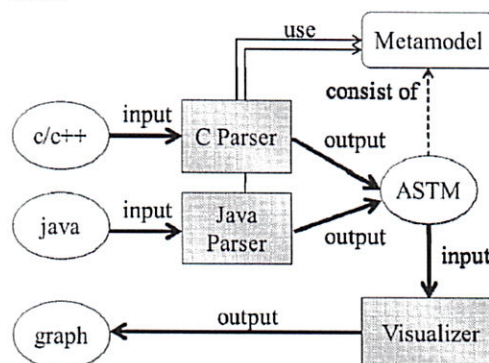 use
Metamodel
input
consist of
c/c++
C Parser
output
ASTM
input
java
Java
Parser
output
input
output
graph
Visualizer